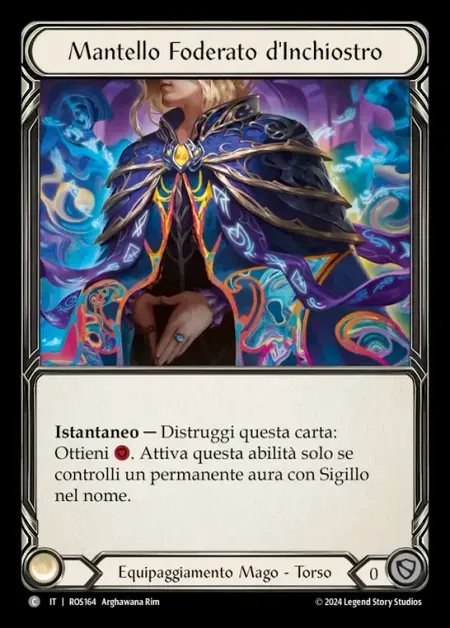 Mantello Foderato d'Inchiostro
Istantaneo — Distruggi questa carta:
Ottieni . Attiva questa abilità solo se
controlli un permanente aura con Sigillo
nel nome.
Equipaggiamento Mago - Torso
0
C IT | ROS164 Arghawana Rim
© 2024 Legend Story Studios